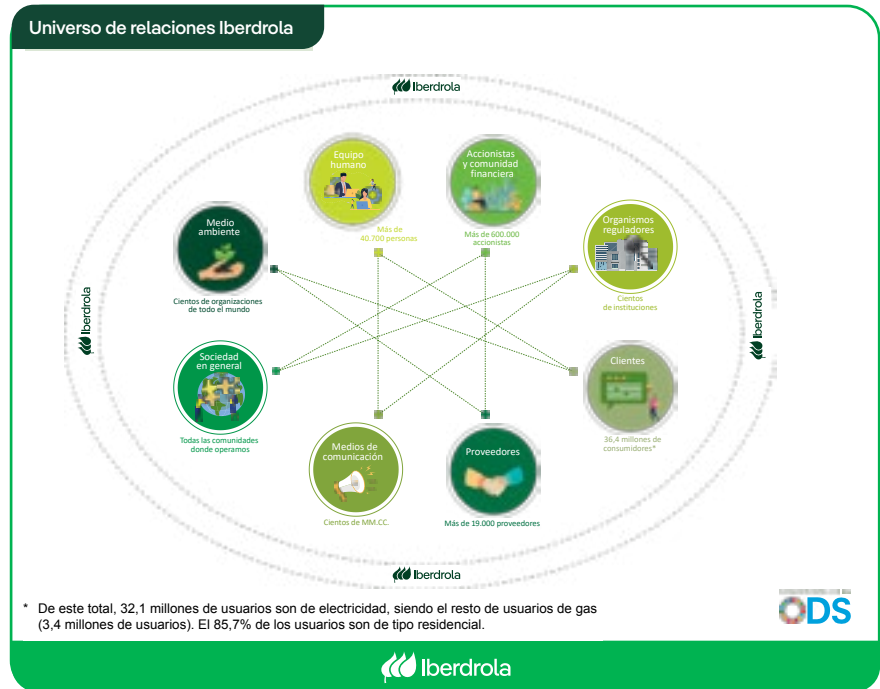 Universo de relaciones Iberdrola
Iberdrola
Equipo
humano
Más de
40.700 personas
Accionistas
y comunidad
financiera
Más de 600.000
accionistas
Medio
ambiente
Cientos de organizaciones
de todo el mundo
Organismos
reguladores
Cientos
de instituciones
Iberdrola
Iberdrola
Sociedad
en general
Todas las comunidades
donde operamos
Clientes
36,4 millones de
consumidores*
Medios de
comunicación
Cientos de MM.CC.
Proveedores
Más de 19.000 proveedores
Iberdrola
* De este total, 32,1 millones de usuarios son de electricidad, siendo el resto de usuarios de gas
(3,4 millones de usuarios). El 85,7% de los usuarios son de tipo residencial.
ODS
Iberdrola